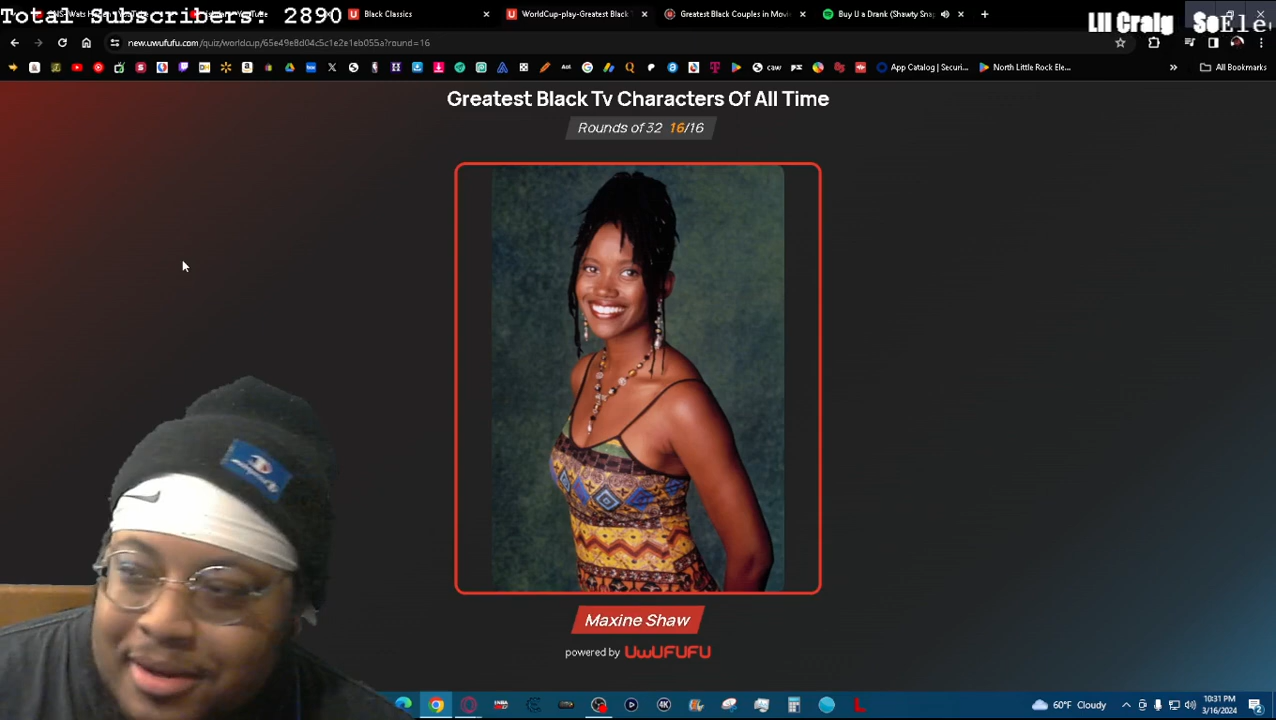 Total Subscribers: 2890
Black Classics
WorldCup-play-Greatest Black T
Greatest Black Couples in Movies
Buy U a Drank (Shawty Snap
Lil Craig
SoEle
new.uwufufu.com/quiz/worldcup/65e49e8d04c5c1e2e1eb055a?round=16
App Catalog | Securi...
North Little Rock Ele...
All Bookmarks
Greatest Black Tv Characters Of All Time
Rounds of 32 16/16
Maxine Shaw
powered by UWUFUFU
60°F Cloudy
10:31 PM
3/16/2024